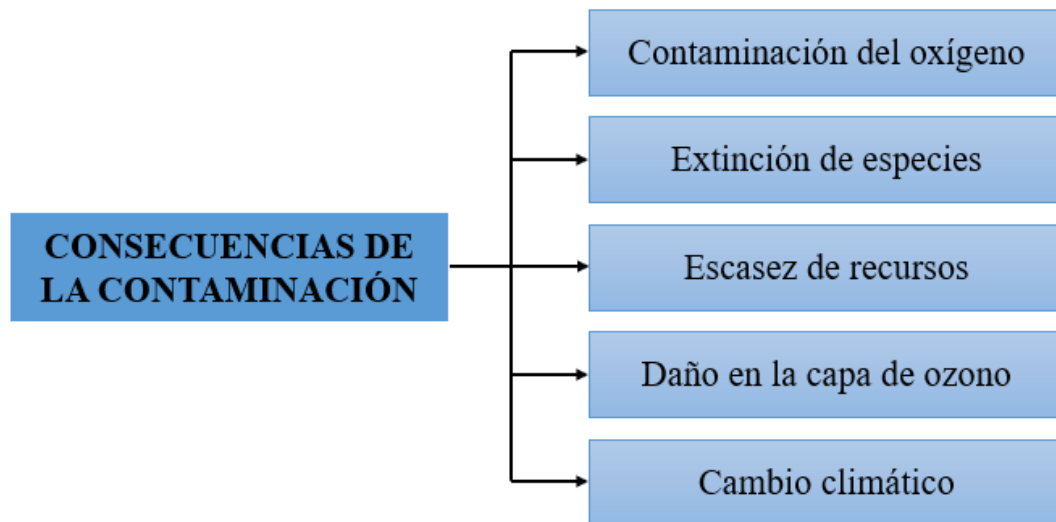 CONSECUENCIAS DE
LA CONTAMINACIÓN
Contaminación del oxígeno
Extinción de especies
Escasez de recursos
Daño en la capa de ozono
Cambio climático